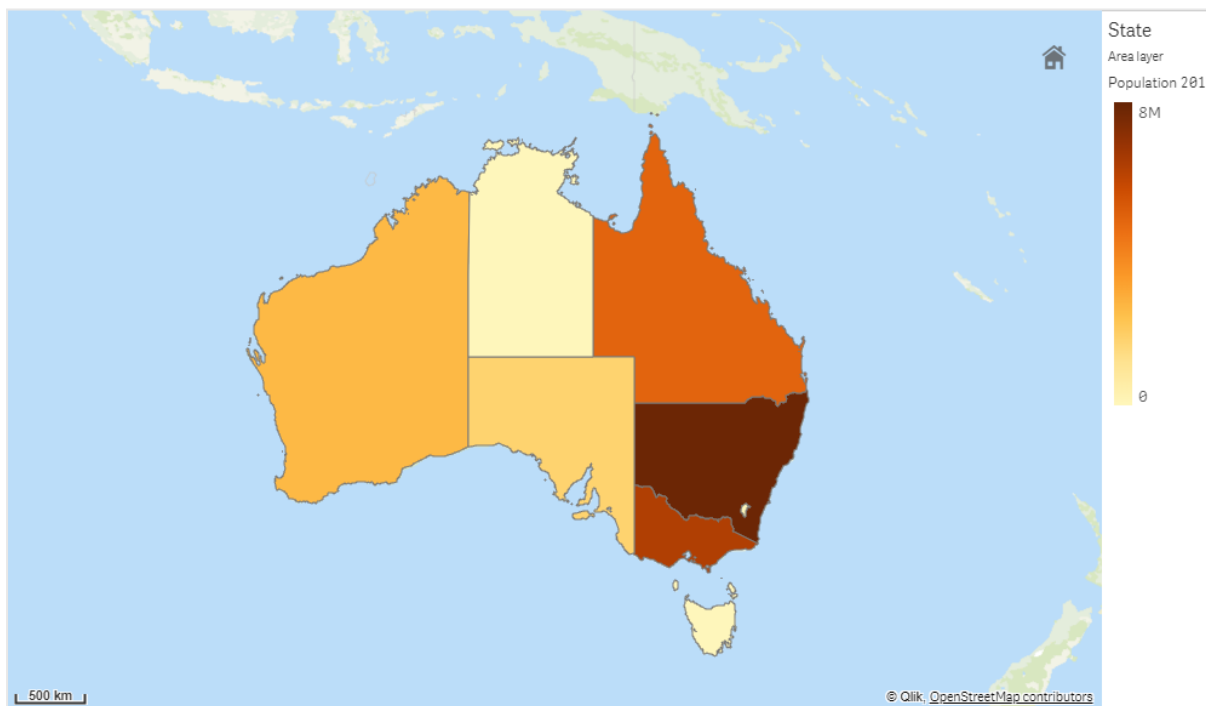 State
Area layer
Population 201
8M
0
500 km
© Qlik, OpenStreetMap contributors